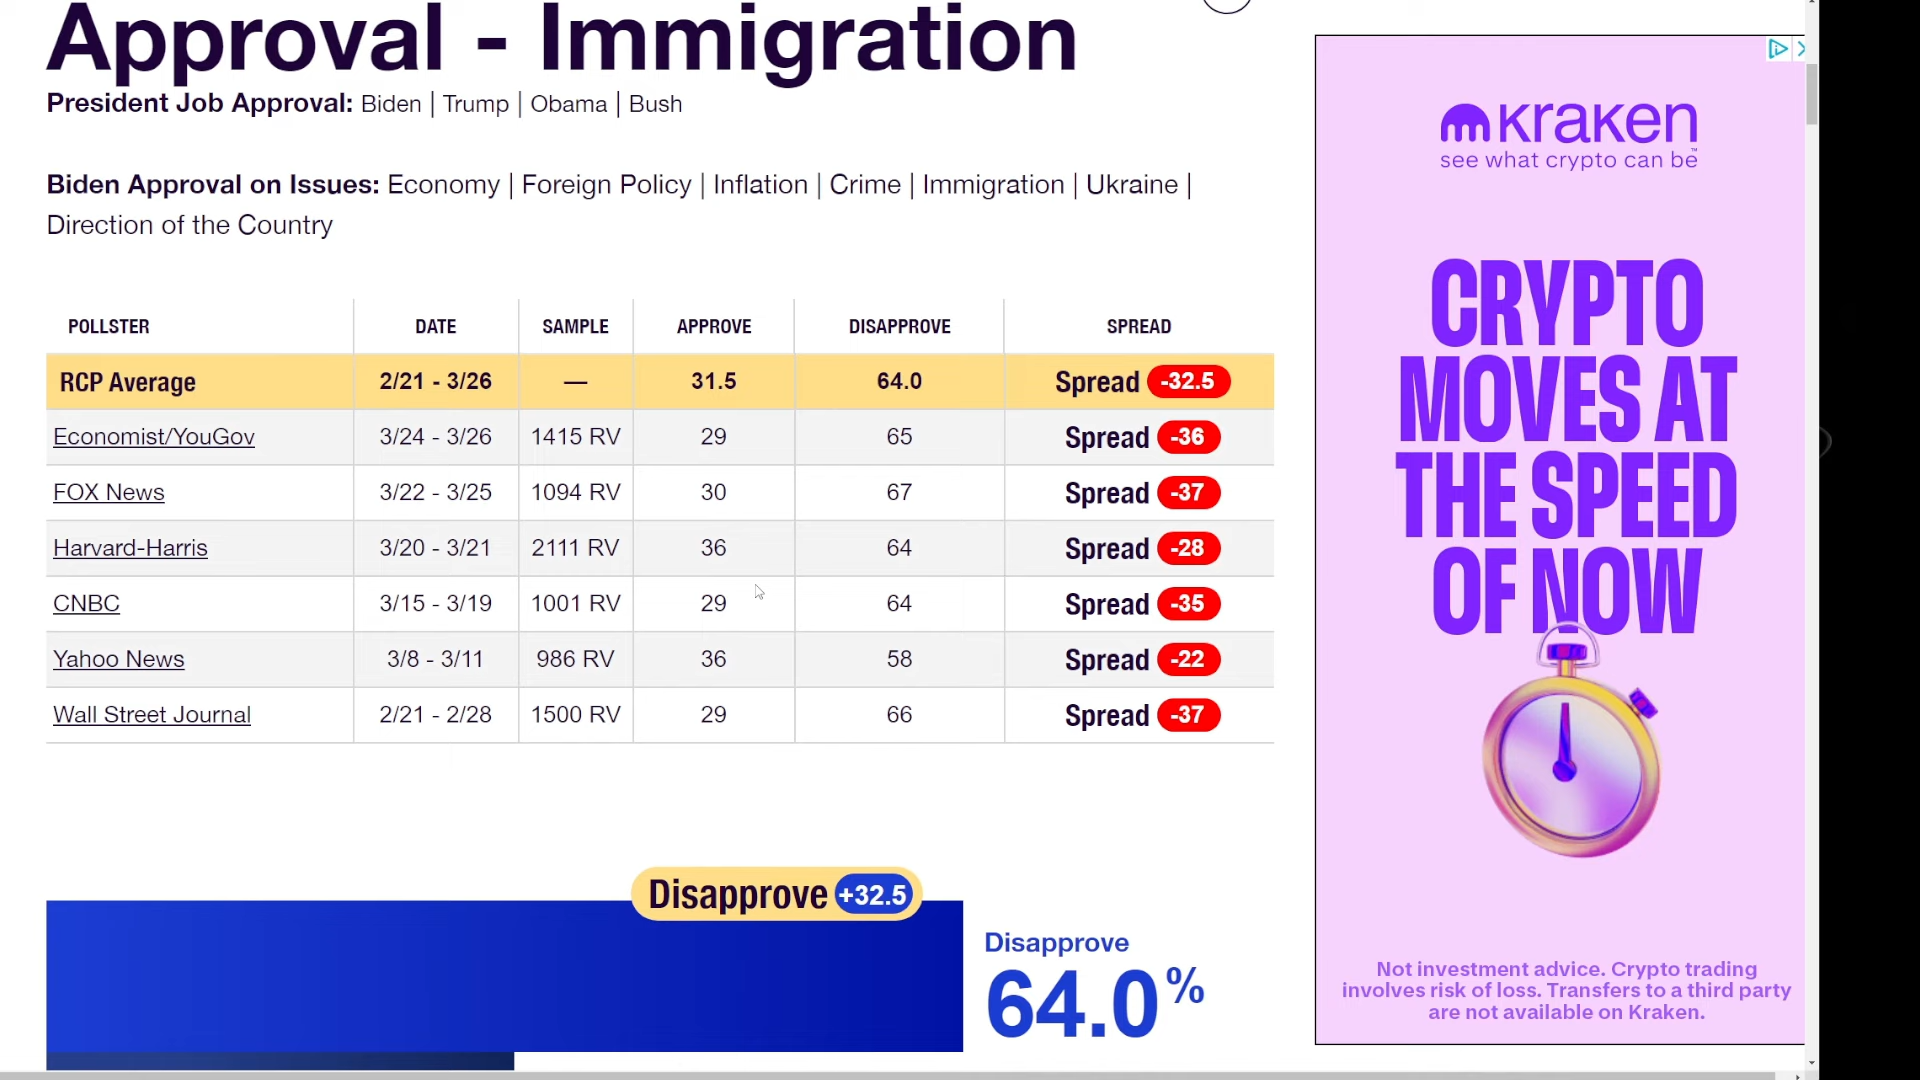 Approval - Immigration
President Job Approval: Biden | Trump | Obama | Bush
Biden Approval on Issues: Economy | Foreign Policy | Inflation | Crime | Immigration | Ukraine |
Direction of the Country
POLLSTER DATE SAMPLE APPROVE DISAPPROVE SPREAD
RCP Average 2/21 - 3/26 — 31.5 64.0 Spread -32.5
Economist/YouGov 3/24 - 3/26 1415 RV 29 65 Spread -36
FOX News 3/22 - 3/25 1094 RV 30 67 Spread -37
Harvard-Harris 3/20 - 3/21 2111 RV 36 64 Spread -28
CNBC 3/15 - 3/19 1001 RV 29 64 Spread -35
Yahoo News 3/8 - 3/11 986 RV 36 58 Spread -22
Wall Street Journal 2/21 - 2/28 1500 RV 29 66 Spread -37
Disapprove +32.5
Disapprove
64.0%
kraken
see what crypto can be™
CRYPTO
MOVES AT
THE SPEED
OF NOW
Not investment advice. Crypto trading
involves risk of loss. Transfers to a third party
are not available on Kraken.